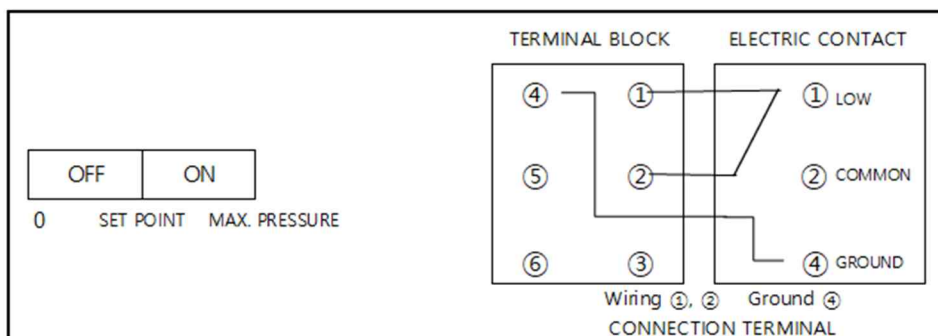 TERMINAL BLOCK ELECTRIC CONTACT
④ ① ① LOW
OFF ON
⑤ ② ② COMMON
0 SET POINT MAX. PRESSURE
⑥ ③ ④ GROUND
Wiring ①, ② Ground ④
CONNECTION TERMINAL